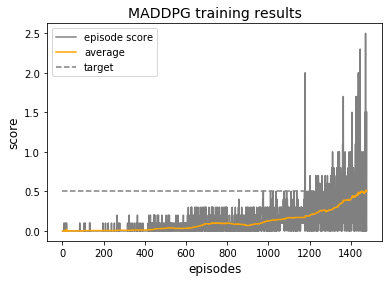 MADDPG training results
episode score
average
target
score
2.5
2.0
1.5
1.0
0.5
0.0
0 200 400 600 800 1000 1200 1400
episodes